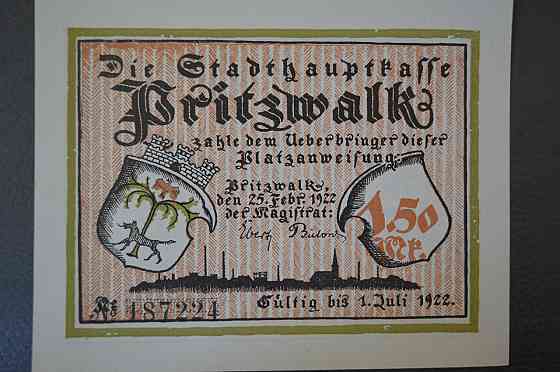 Die Stadthauptkasse
Pritzwalk
zahle dem Ueberbringer dieser
Platzanweisung:
Pritzwalk,
den 25. Febr. 1922
der Magistrat:
1.50
Mk.
№ 187224
Gültig bis 1. Juli 1922.